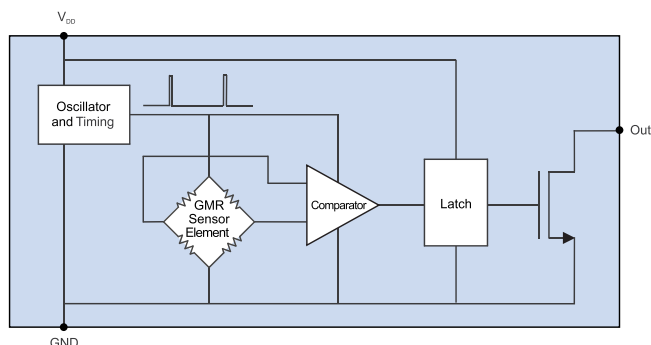 VDD
Oscillator
and Timing
Out
GMR
Sensor
Element
Comparator
Latch
GND